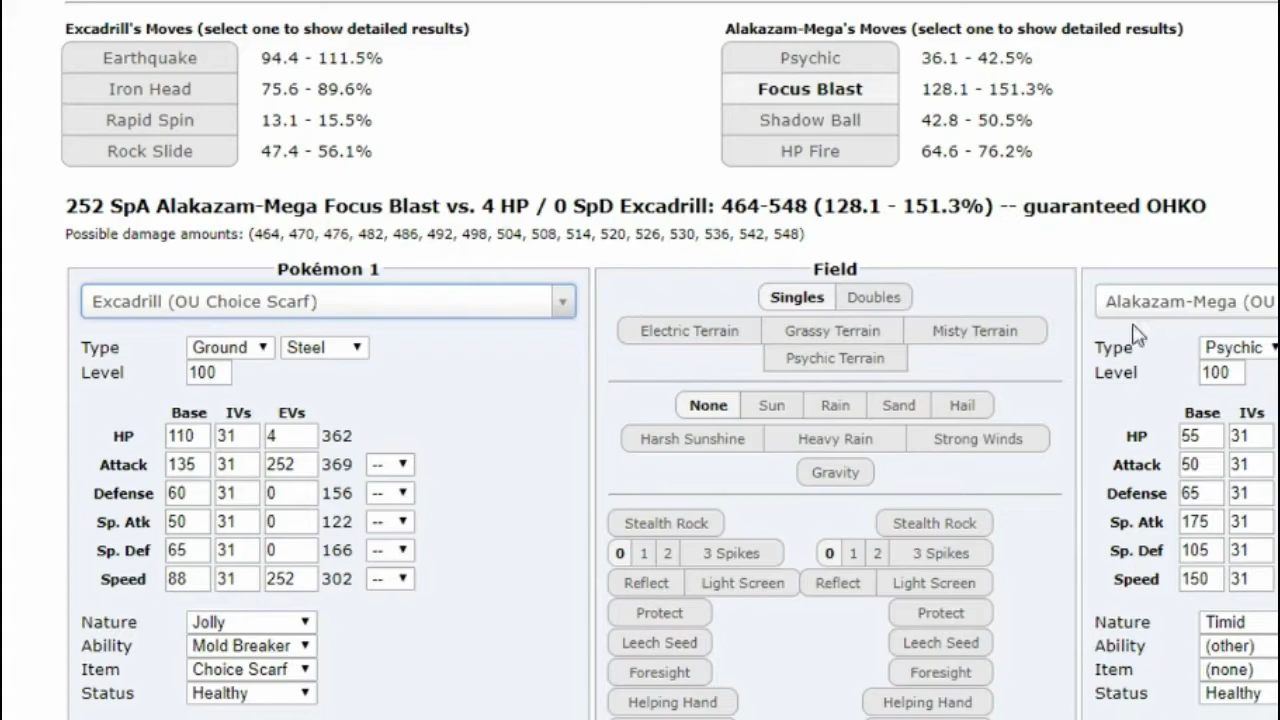 Excadrill's Moves (select one to show detailed results)
Earthquake 94.4 - 111.5%
Iron Head 75.6 - 89.6%
Rapid Spin 13.1 - 15.5%
Rock Slide 47.4 - 56.1%
Alakazam-Mega's Moves (select one to show detailed results)
Psychic 36.1 - 42.5%
Focus Blast 128.1 - 151.3%
Shadow Ball 42.8 - 50.5%
HP Fire 64.6 - 76.2%
252 SpA Alakazam-Mega Focus Blast vs. 4 HP / 0 SpD Excadrill: 464-548 (128.1 - 151.3%) -- guaranteed OHKO
Possible damage amounts: (464, 470, 476, 482, 486, 492, 498, 504, 508, 514, 520, 526, 530, 536, 542, 548)
Pokémon 1
Excadrill (OU Choice Scarf)
Type Ground Steel
Level 100
Base IVs EVs
HP 110 31 4 362
Attack 135 31 252 369 --
Defense 60 31 0 156 --
Sp. Atk 50 31 0 122 --
Sp. Def 65 31 0 166 --
Speed 88 31 252 302 --
Nature Jolly
Ability Mold Breaker
Item Choice Scarf
Status Healthy
Field
Singles Doubles
Electric Terrain Grassy Terrain Misty Terrain
Psychic Terrain
None Sun Rain Sand Hail
Harsh Sunshine Heavy Rain Strong Winds
Gravity
Stealth Rock Stealth Rock
0 1 2 3 Spikes 0 1 2 3 Spikes
Reflect Light Screen Reflect Light Screen
Protect Protect
Leech Seed Leech Seed
Foresight Foresight
Helping Hand Helping Hand
Alakazam-Mega (OU
Type Psychic
Level 100
Base IVs
HP 55 31
Attack 50 31
Defense 65 31
Sp. Atk 175 31
Sp. Def 105 31
Speed 150 31
Nature Timid
Ability (other)
Item (none)
Status Healthy